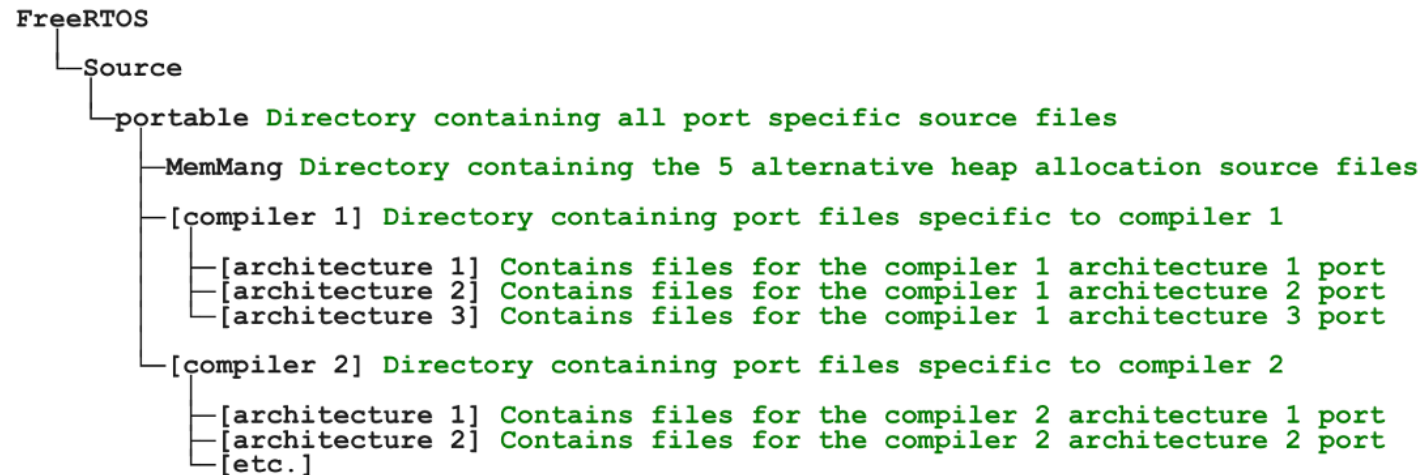 FreeRTOS
Source
portable Directory containing all port specific source files
MemMang Directory containing the 5 alternative heap allocation source files
[compiler 1] Directory containing port files specific to compiler 1
[architecture 1] Contains files for the compiler 1 architecture 1 port
[architecture 2] Contains files for the compiler 1 architecture 2 port
[architecture 3] Contains files for the compiler 1 architecture 3 port
[compiler 2] Directory containing port files specific to compiler 2
[architecture 1] Contains files for the compiler 2 architecture 1 port
[architecture 2] Contains files for the compiler 2 architecture 2 port
[etc.]